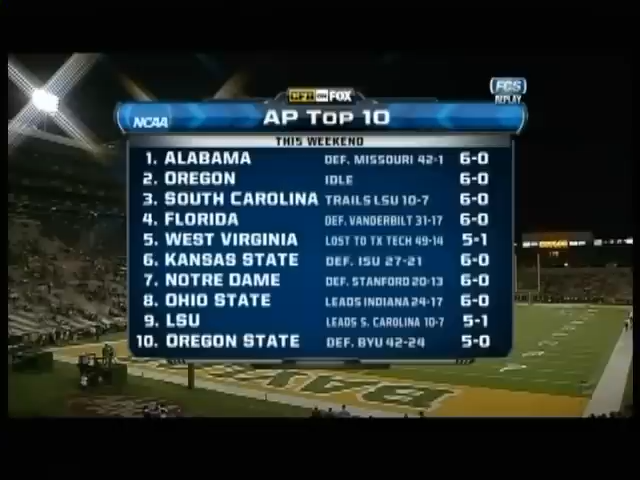 CFB ON FOX
FCS
REPLAY
NCAA AP TOP 10
THIS WEEKEND
1. ALABAMA DEF. MISSOURI 42-1 6-0
2. OREGON IDLE 6-0
3. SOUTH CAROLINA TRAILS LSU 10-7 6-0
4. FLORIDA DEF. VANDERBILT 31-17 6-0
5. WEST VIRGINIA LOST TO TX TECH 49-14 5-1
6. KANSAS STATE DEF. ISU 27-21 6-0
7. NOTRE DAME DEF. STANFORD 20-13 6-0
8. OHIO STATE LEADS INDIANA 24-17 6-0
9. LSU LEADS S. CAROLINA 10-7 5-1
10. OREGON STATE DEF. BYU 42-24 5-0